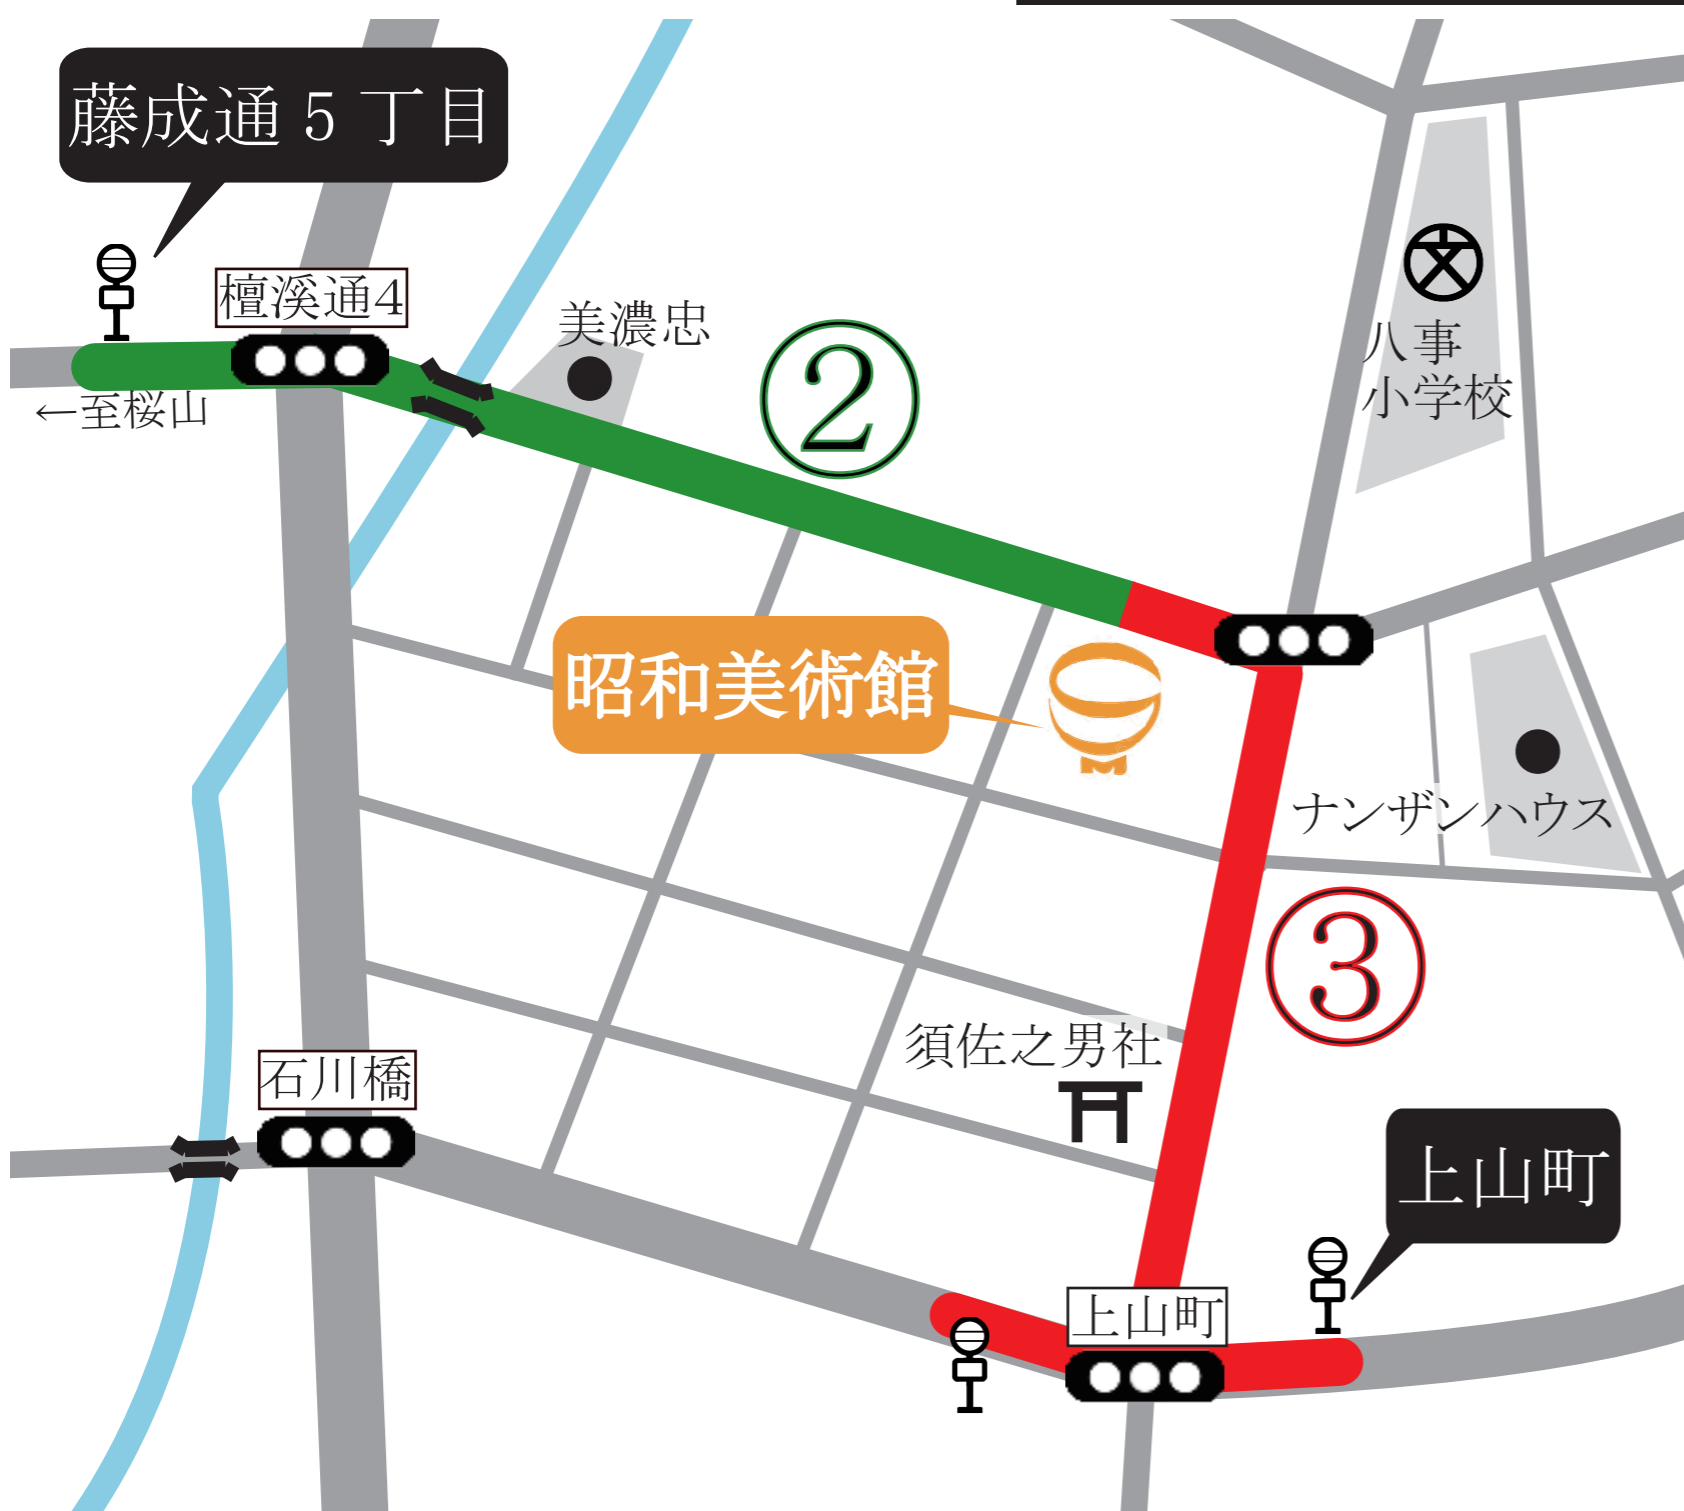 藤成通5丁目
檀溪通4
美濃忠
②
八事
小学校
←至桜山
昭和美術館
ナンザンハウス
③
須佐之男社
石川橋
上山町
上山町